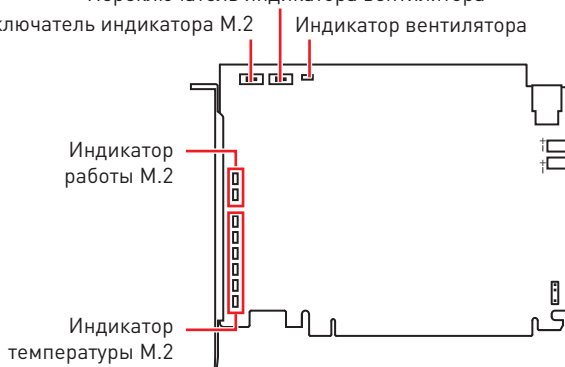 Переключатель индикатора вентилятора
ключатель индикатора M.2
Индикатор вентилятора
Индикатор
работы M.2
Индикатор
температуры M.2